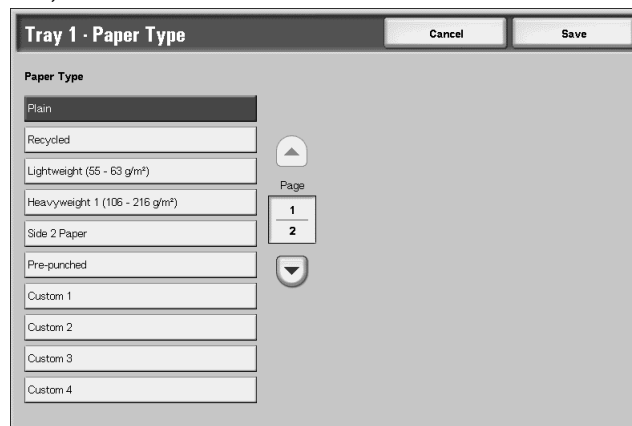 Tray 1 - Paper Type
Cancel
Save
Paper Type
Plain
Recycled
Lightweight (55 - 63 g/m²)
Heavyweight 1 (106 - 216 g/m²)
Side 2 Paper
Pre-punched
Custom 1
Custom 2
Custom 3
Custom 4
Page
1
2